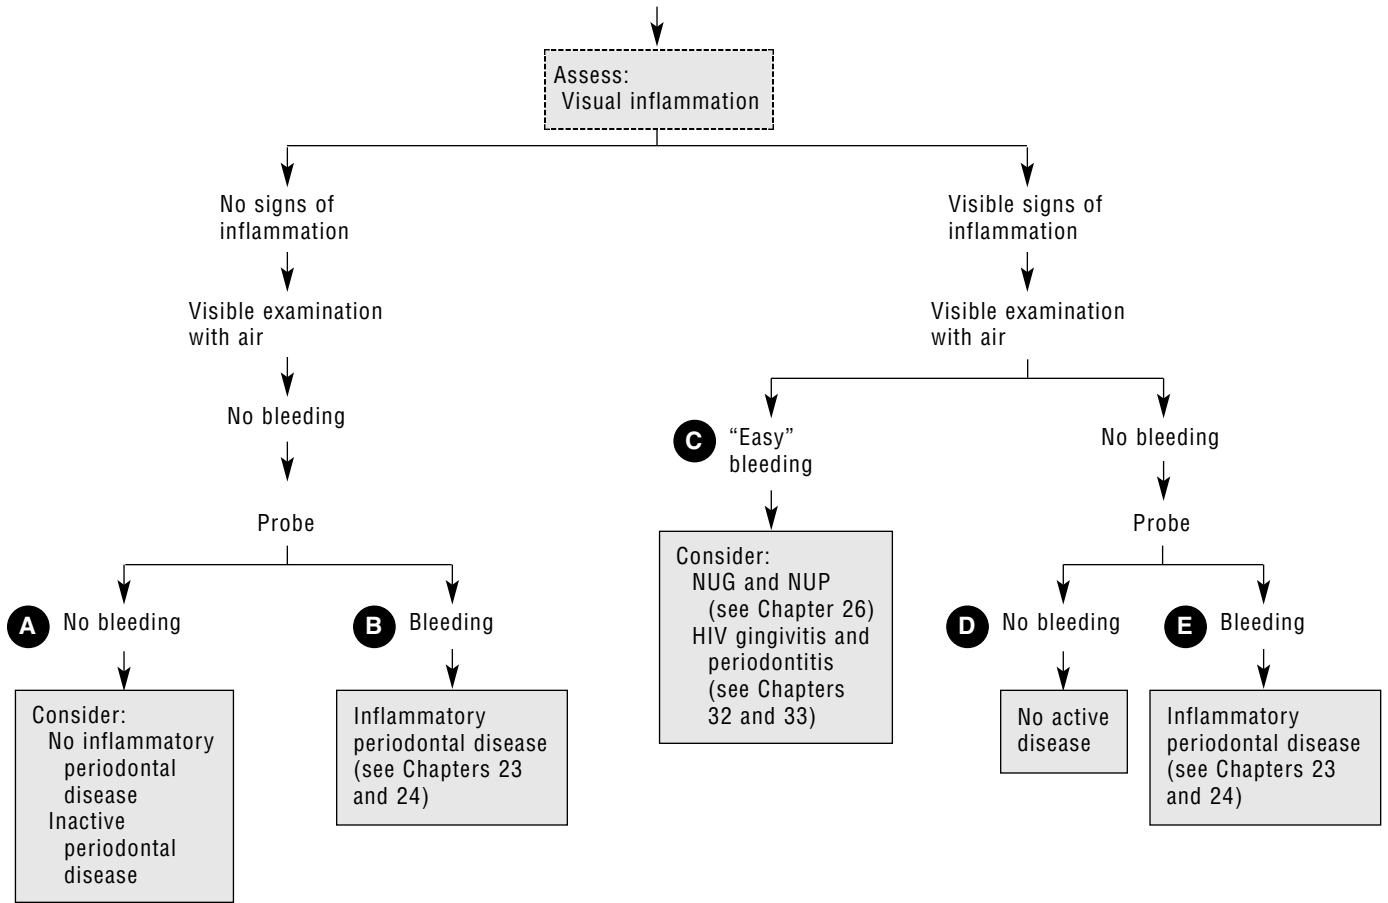 Assess:
Visual inflammation
No signs of
inflammation
Visible examination
with air
No bleeding
Probe
A No bleeding
Consider:
No inflammatory
periodontal
disease
Inactive
periodontal
disease
B Bleeding
Inflammatory
periodontal disease
(see Chapters 23
and 24)
Visible signs of
inflammation
Visible examination
with air
C “Easy”
bleeding
Consider:
NUG and NUP
(see Chapter 26)
HIV gingivitis and
periodontitis
(see Chapters
32 and 33)
No bleeding
Probe
D No bleeding
No active
disease
E Bleeding
Inflammatory
periodontal disease
(see Chapters 23
and 24)